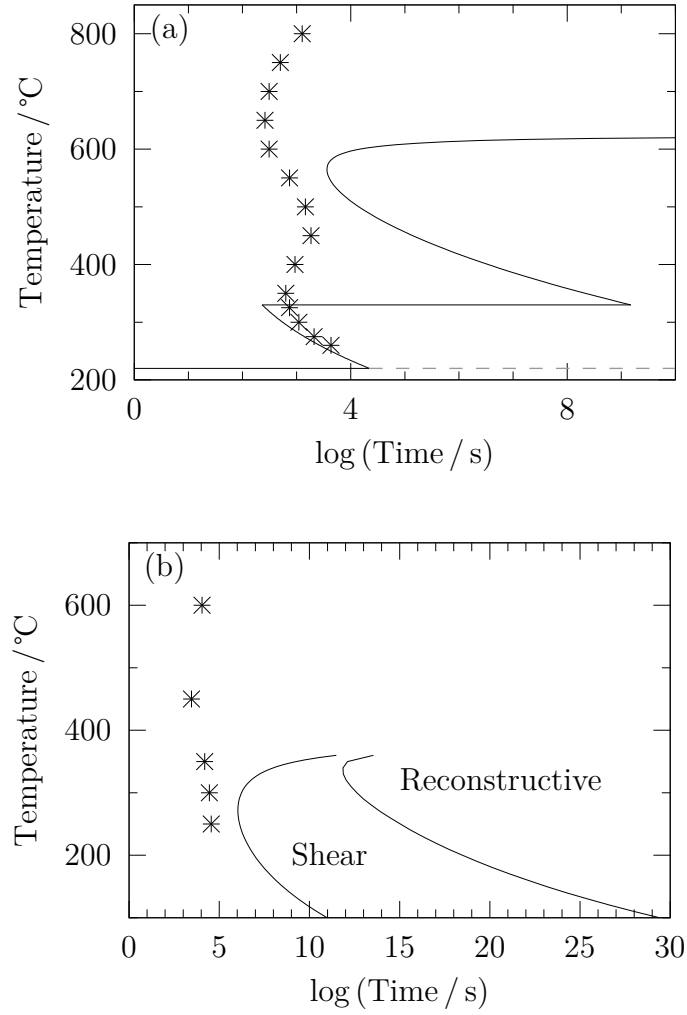 (a)
800
600
400
200
Temperature / °C
0
4
8
log (Time / s)
(b)
600
400
200
Temperature / °C
Reconstructive
Shear
0
5
10
15
20
25
30
log (Time / s)